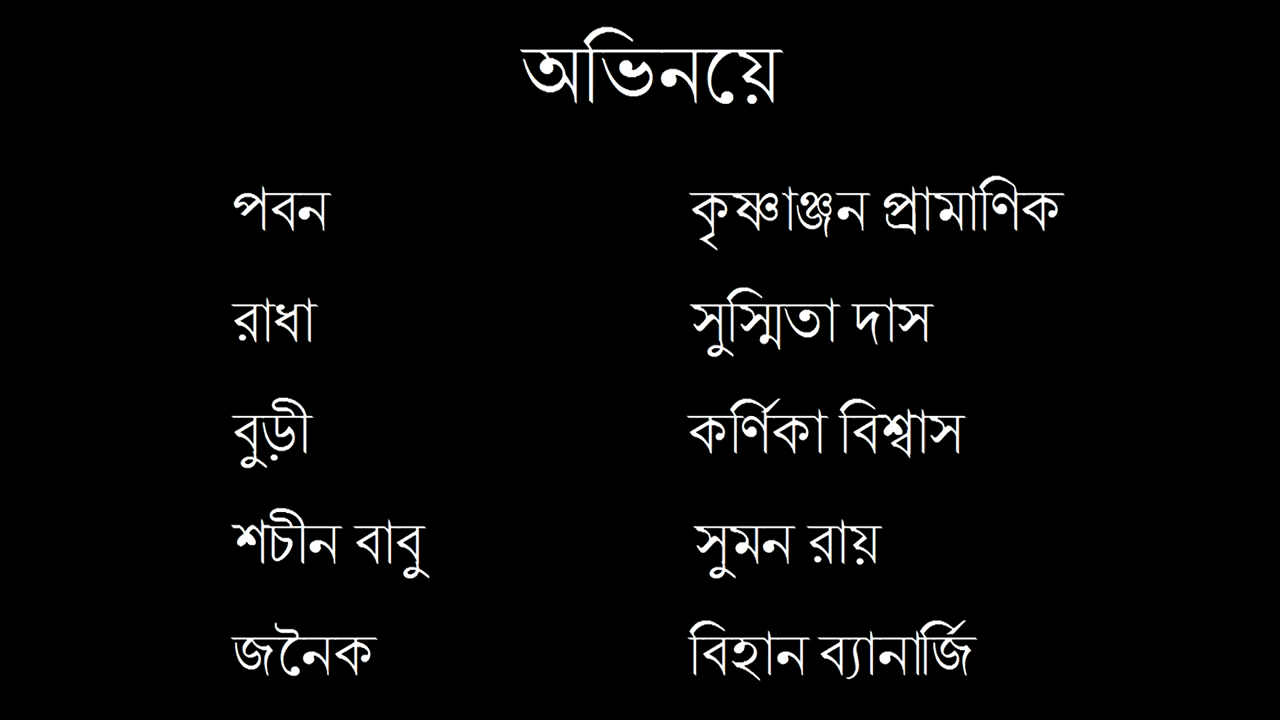 অভিনয়ে
পবন কৃষ্ণাঞ্জন প্রামাণিক
রাধা সুস্মিতা দাস
বুড়ী কর্ণিকা বিশ্বাস
শচীন বাবু সুমন রায়
জনৈক বিহান ব্যানার্জি